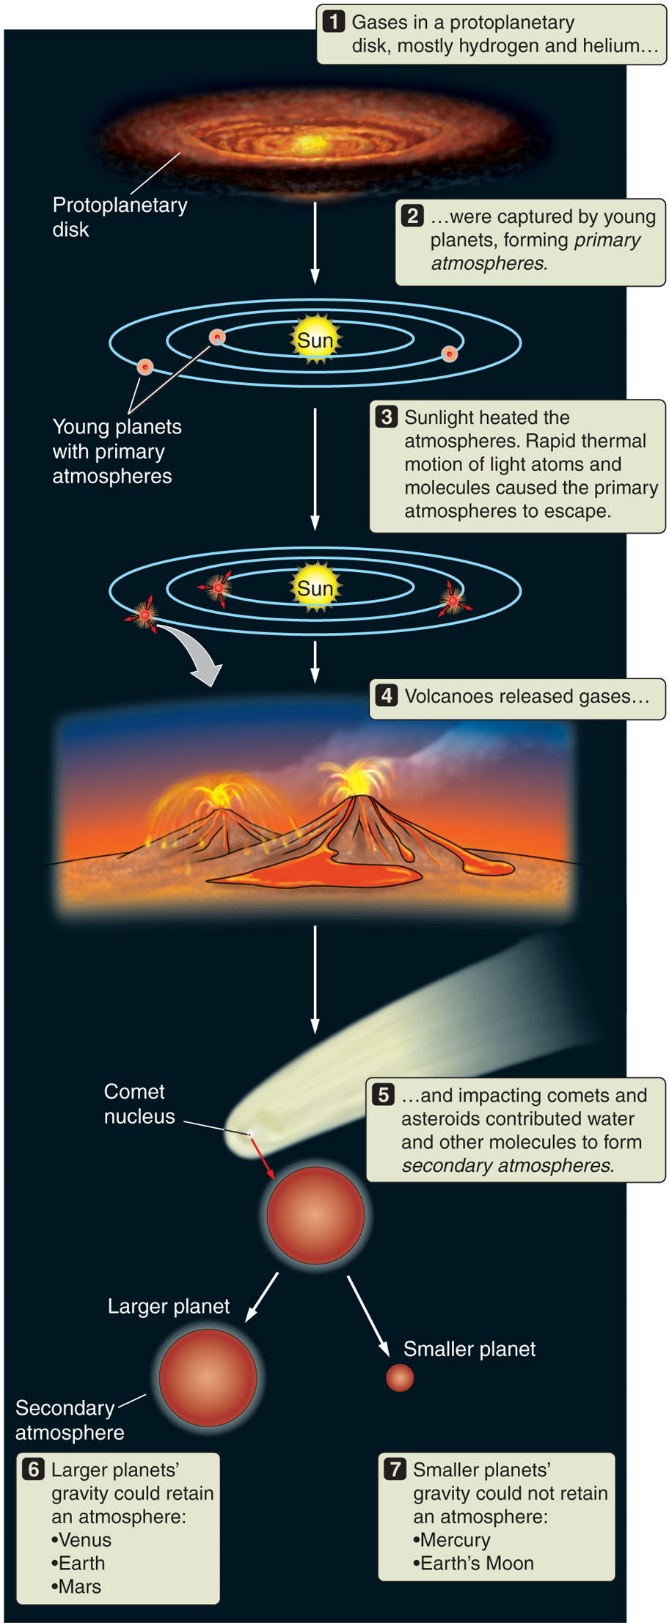 1 Gases in a protoplanetary
disk, mostly hydrogen and helium…
Protoplanetary
disk
2 …were captured by young
planets, forming primary
atmospheres.
Sun
Young planets
with primary
atmospheres
3 Sunlight heated the
atmospheres. Rapid thermal
motion of light atoms and
molecules caused the primary
atmospheres to escape.
Sun
4 Volcanoes released gases…
Comet
nucleus
5 …and impacting comets and
asteroids contributed water
and other molecules to form
secondary atmospheres.
Larger planet
Smaller planet
Secondary
atmosphere
6 Larger planets’
gravity could retain
an atmosphere:
•Venus
•Earth
•Mars
7 Smaller planets’
gravity could not retain
an atmosphere:
•Mercury
•Earth’s Moon